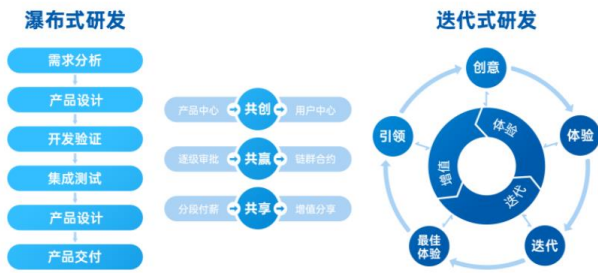 瀑布式研发
需求分析
产品设计
开发验证
集成测试
产品设计
产品交付
产品中心 共创 用户中心
逐级审批 共赢 链群合约
分段付薪 共享 增值分享
迭代式研发
创意
体验
迭代
最佳
体验
引领
体验
迭代
增值